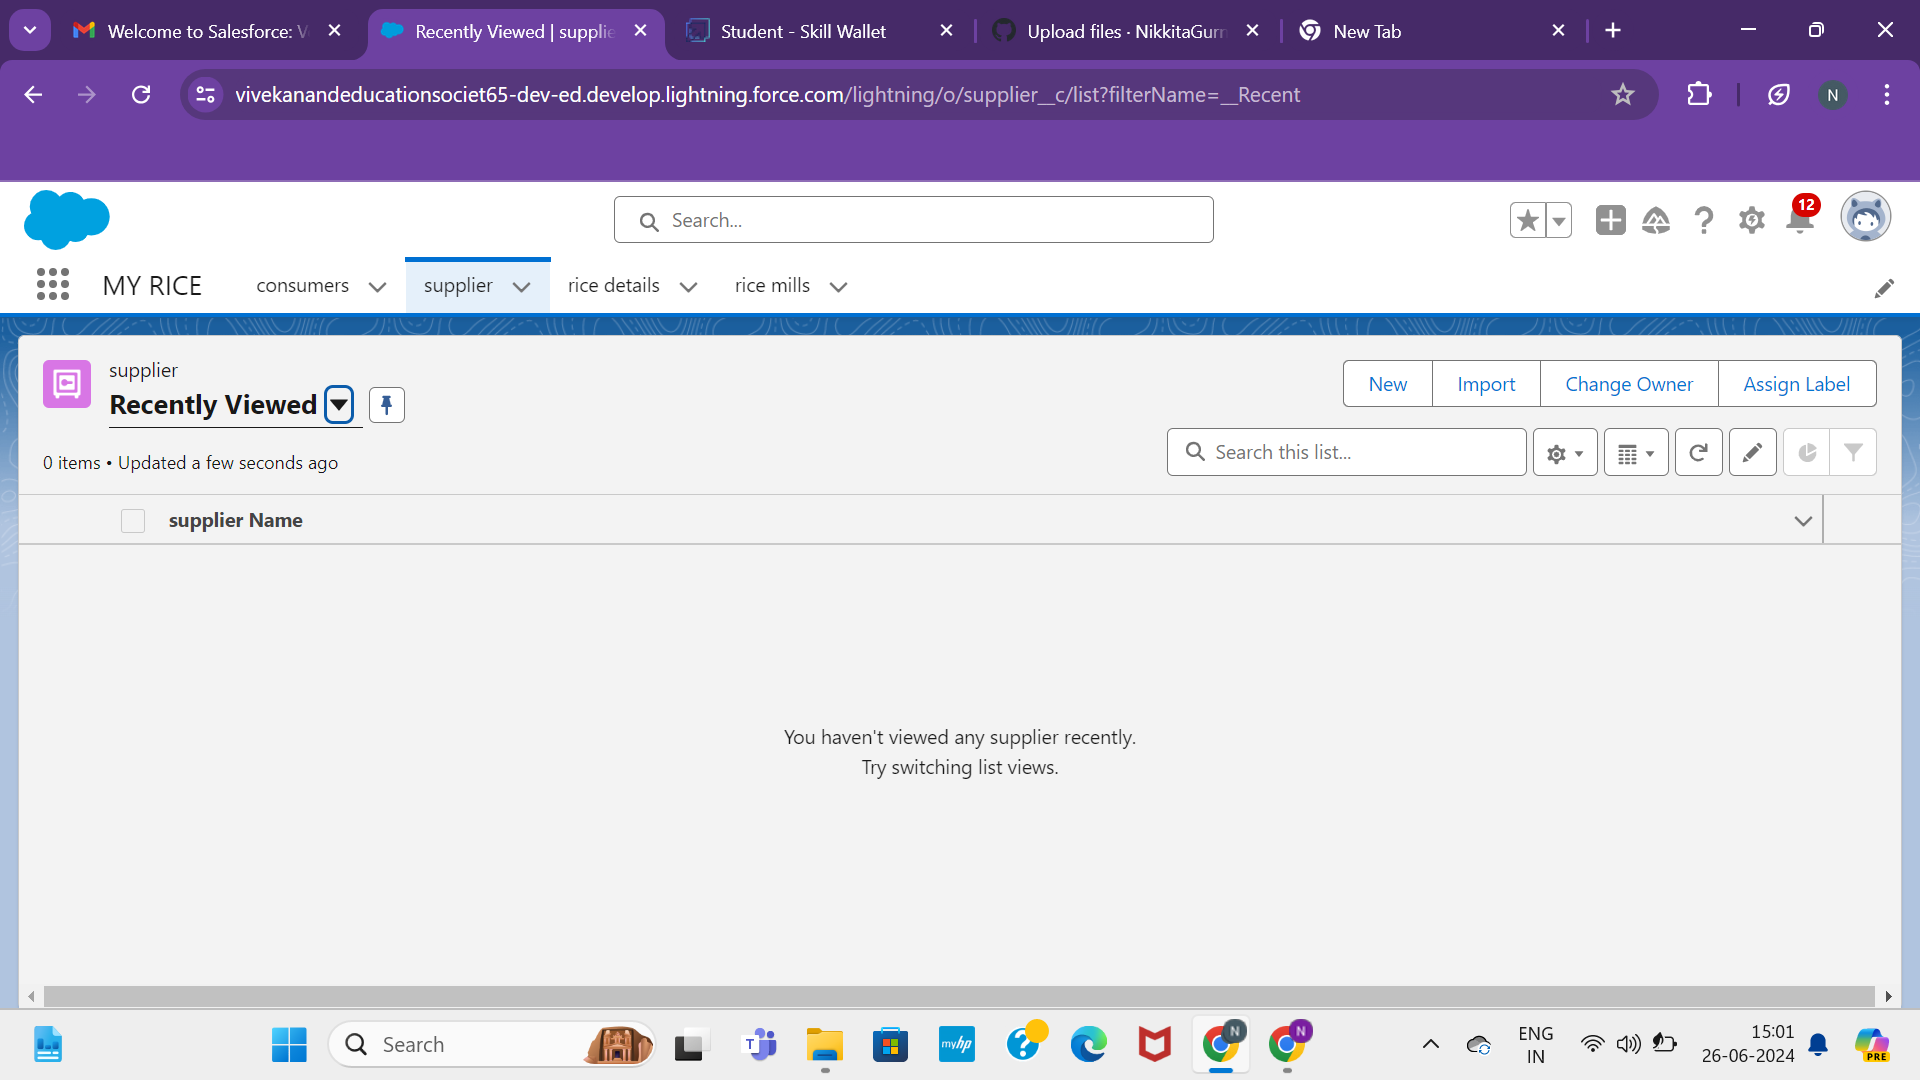 Welcome to Salesforce: V
Recently Viewed | supplie
Student - Skill Wallet
Upload files · NikkitaGurn
New Tab
vivekanandeducationsociet65-dev-ed.develop.lightning.force.com/lightning/o/supplier__c/list?filterName=__Recent
N
Search...
12
MY RICE
consumers
supplier
rice details
rice mills
supplier
Recently Viewed
New
Import
Change Owner
Assign Label
0 items • Updated a few seconds ago
Search this list...
supplier Name
You haven't viewed any supplier recently.
Try switching list views.
Search
T
myhp
?
N
N
ENG
IN
15:01
26-06-2024
PRE